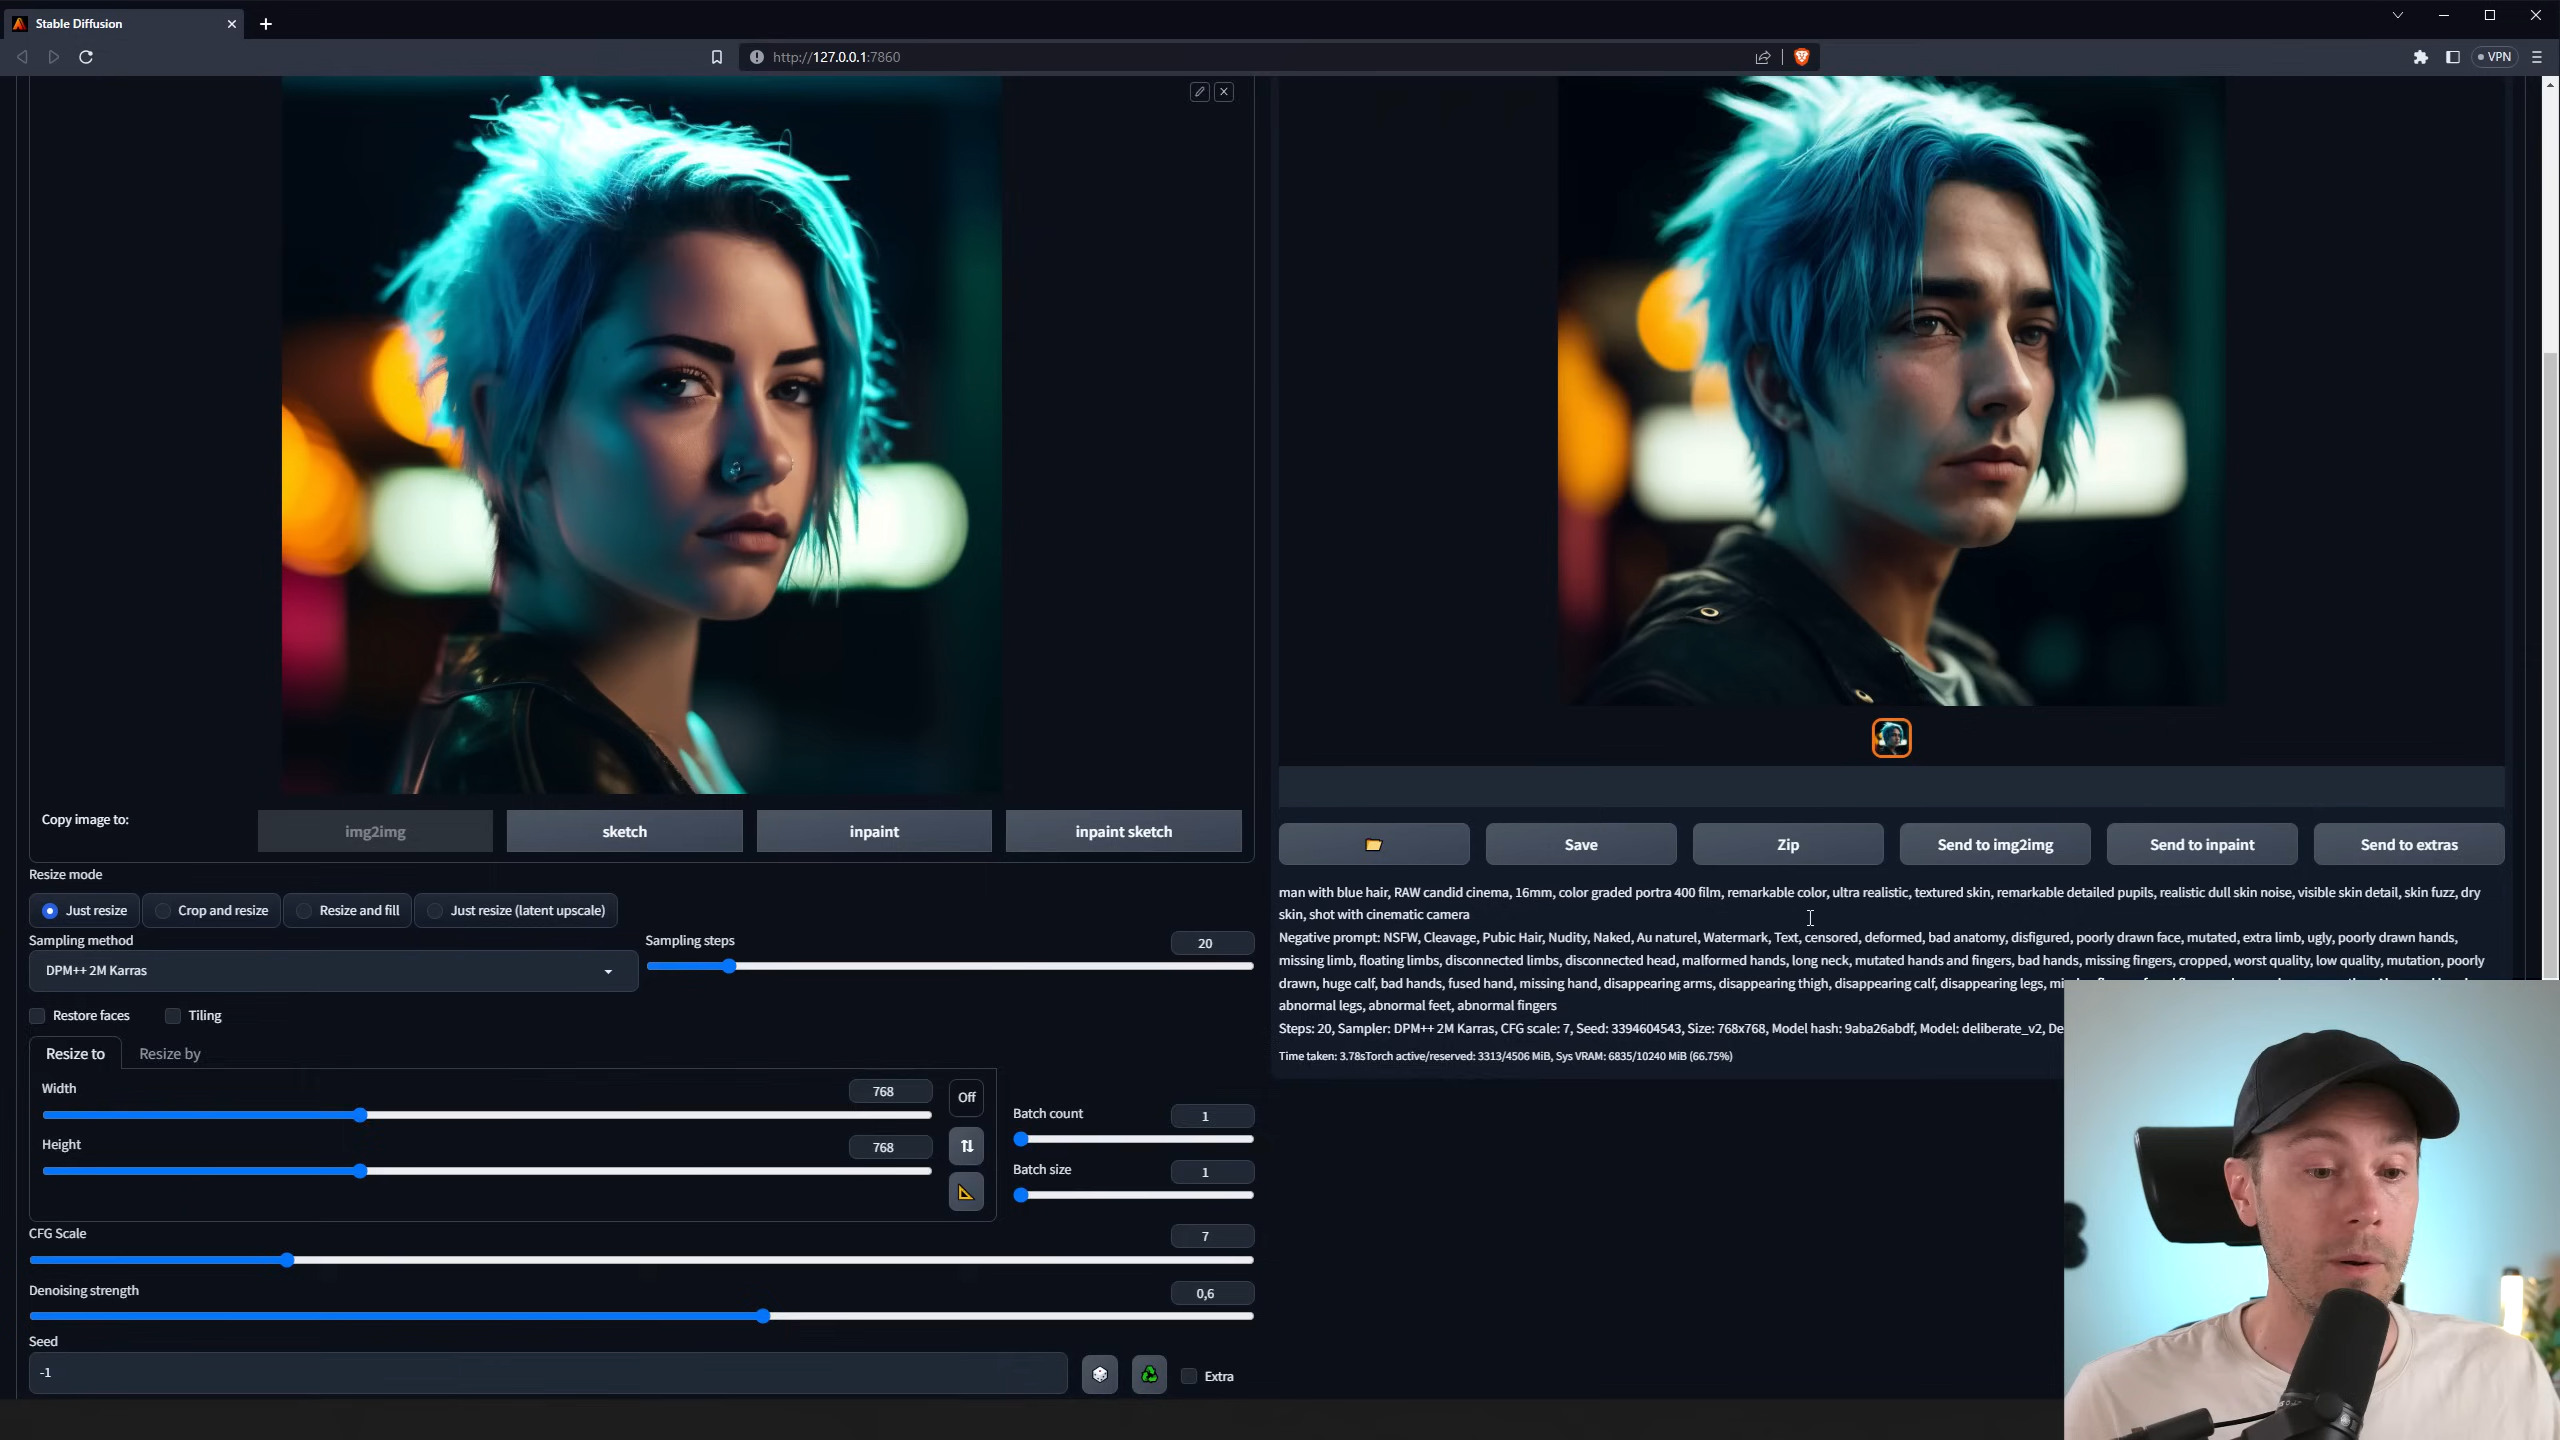 Stable Diffusion
http://127.0.0.1:7860
VPN
Copy image to:
img2img
sketch
inpaint
inpaint sketch
Resize mode
Just resize
Crop and resize
Resize and fill
Just resize (latent upscale)
Sampling method
DPM++ 2M Karras
Sampling steps
20
Restore faces
Tiling
Resize to
Resize by
Width
768
Off
Height
768
Batch count
1
Batch size
1
CFG Scale
7
Denoising strength
0,6
Seed
-1
Extra
Save
Zip
Send to img2img
Send to inpaint
Send to extras
man with blue hair, RAW candid cinema, 16mm, color graded portra 400 film, remarkable color, ultra realistic, textured skin, remarkable detailed pupils, realistic dull skin noise, visible skin detail, skin fuzz, dry
skin, shot with cinematic camera
Negative prompt: NSFW, Cleavage, Pubic Hair, Nudity, Naked, Au naturel, Watermark, Text, censored, deformed, bad anatomy, disfigured, poorly drawn face, mutated, extra limb, ugly, poorly drawn hands,
missing limb, floating limbs, disconnected limbs, disconnected head, malformed hands, long neck, mutated hands and fingers, bad hands, missing fingers, cropped, worst quality, low quality, mutation, poorly
drawn, huge calf, bad hands, fused hand, missing hand, disappearing arms, disappearing thigh, disappearing calf, disappearing legs,
abnormal legs, abnormal feet, abnormal fingers
Steps: 20, Sampler: DPM++ 2M Karras, CFG scale: 7, Seed: 3394604543, Size: 768x768, Model hash: 9aba26abdf, Model: deliberate_v2, De
Time taken: 3.78sTorch active/reserved: 3313/4506 MiB, Sys VRAM: 6835/10240 MiB (66.75%)